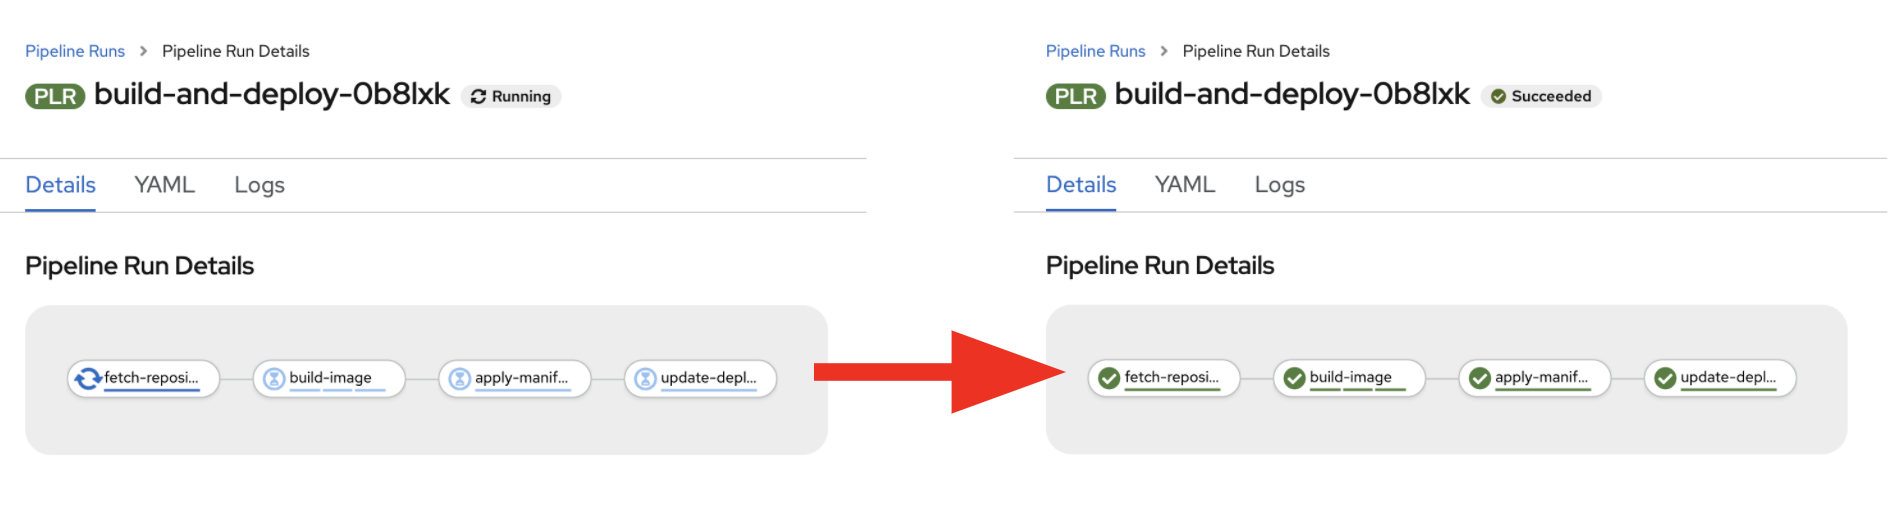 Pipeline Runs > Pipeline Run Details
PLR build-and-deploy-0b8lxk Running
Details YAML Logs
Pipeline Run Details
fetch-reposi... build-image apply-manif... update-depl...
Pipeline Runs > Pipeline Run Details
PLR build-and-deploy-0b8lxk Succeeded
Details YAML Logs
Pipeline Run Details
fetch-reposi... build-image apply-manif... update-depl...